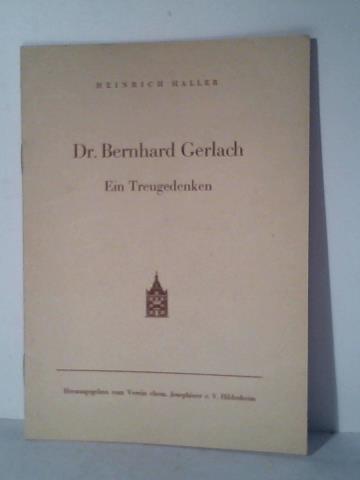 HEINRICH HALLER
Dr. Bernhard Gerlach
Ein Treugedenken
Herausgegeben vom Verein ehem. Josephiner e. V. Hildesheim